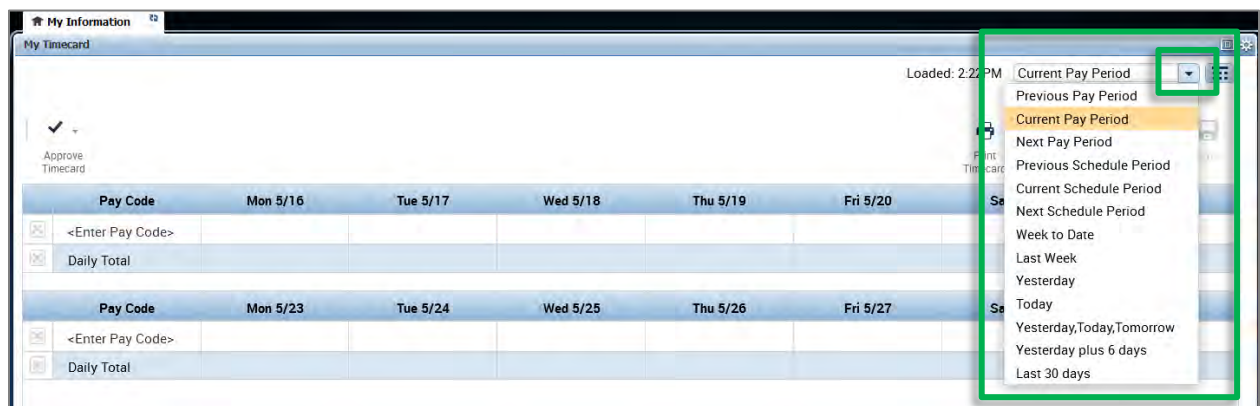 My Information
My Timecard
Loaded: 2:22PM Current Pay Period
Previous Pay Period
Current Pay Period
Next Pay Period
Previous Schedule Period
Current Schedule Period
Next Schedule Period
Week to Date
Last Week
Yesterday
Today
Yesterday,Today,Tomorrow
Yesterday plus 6 days
Last 30 days
Approve
Timecard
Print
Timecard
Pay Code Mon 5/16 Tue 5/17 Wed 5/18 Thu 5/19 Fri 5/20 Sa
<Enter Pay Code>
Daily Total
Pay Code Mon 5/23 Tue 5/24 Wed 5/25 Thu 5/26 Fri 5/27 Sa
<Enter Pay Code>
Daily Total